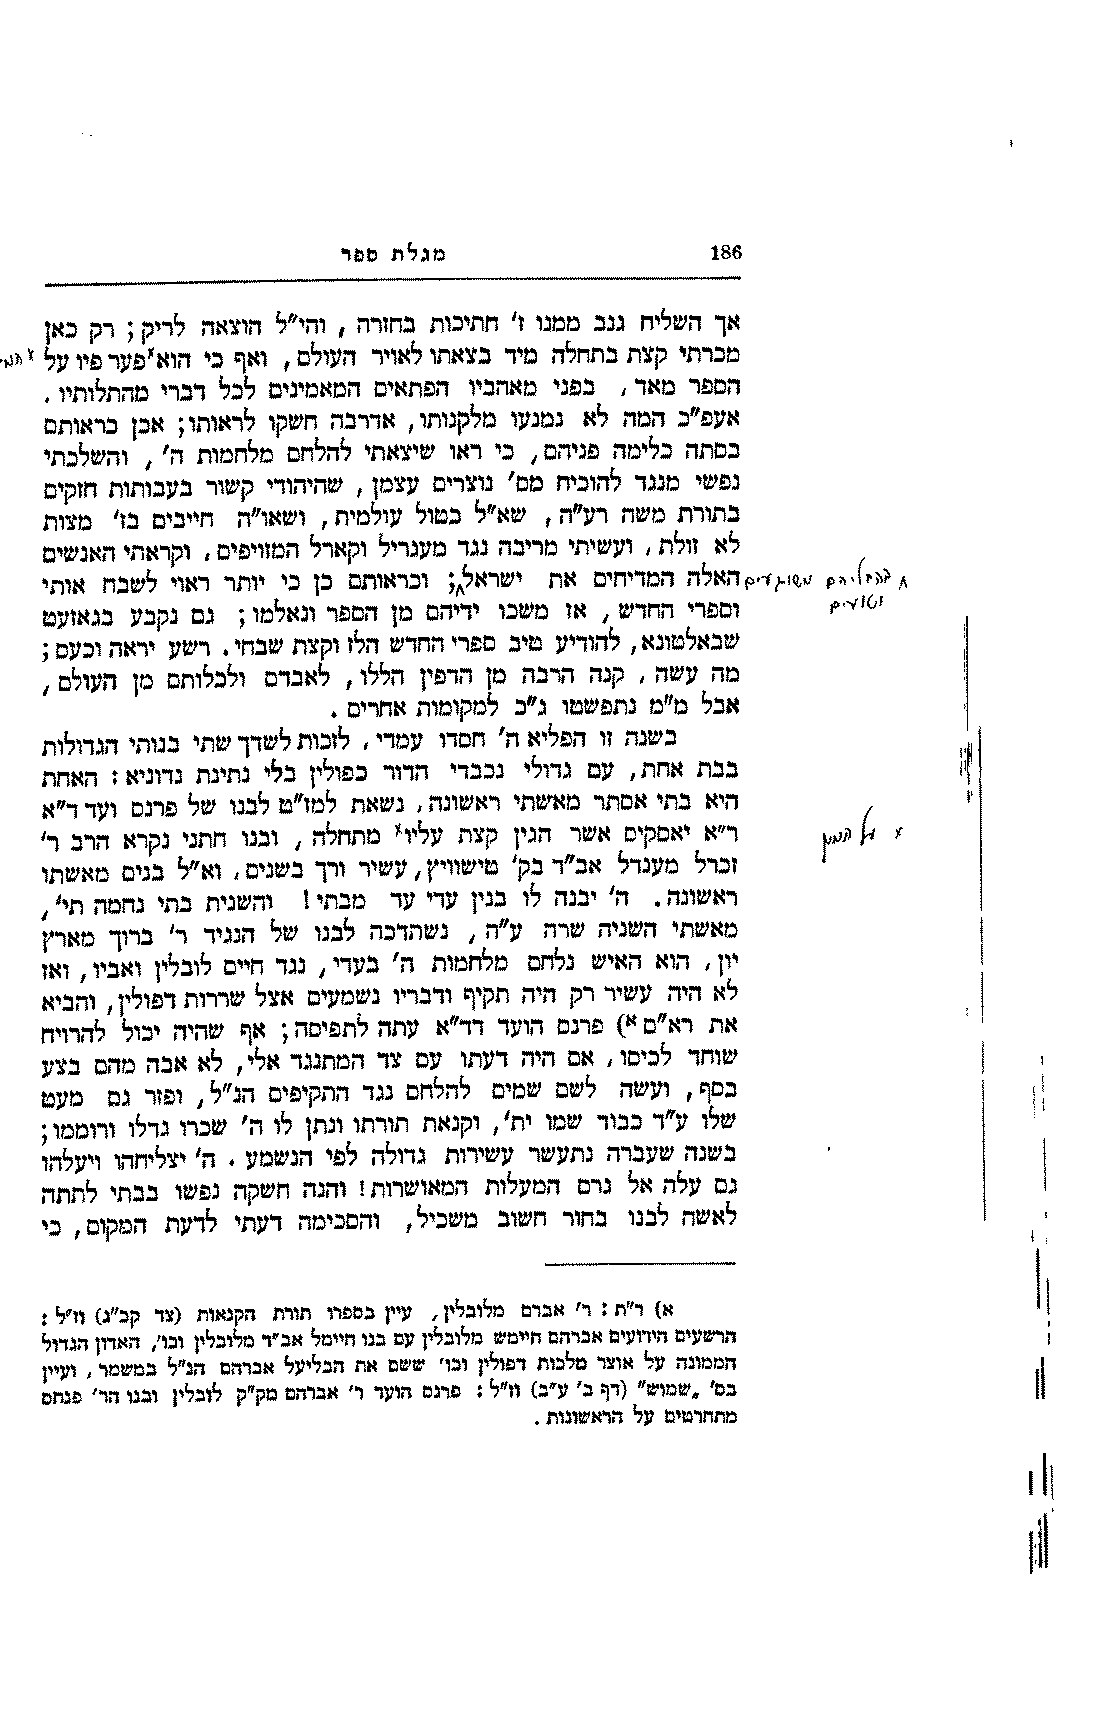 186
מגלת ספר
אך השליח גנב ממנו ז' חתיכות בחזרה, והי"ל הוצאה לריק; רק כאן
מכרתי קצת בתחלה מיד בצאתו לאויר העולם, ואף כי הוא פער פיו על
הספר מאד, בפני מאהביו הפתאים המאמינים לכל דברי מהתלותיו.
אעפ"כ המה לא נמנעו מלקנותו, אדרבה חשקו לראותו; אכן כראותם
כסתה כלימה פניהם, כי ראו שיצאתי להלחם מלחמות ה', והשלכתי
נפשי מנגד להוכיח מס' נוצרים עצמן, שהיהודי קשור בעבותות חזקים
בתורת משה רע"ה, שא"ל בטול עולמית, ושאו"ה חייבים בז' מצות
לא זולת, ועשיתי מריבה נגד מענריל וקארל המזויפים, וקראתי האנשים
האלה המדיחים את ישראל; וכראותם כן כי יותר ראוי לשבח אותי
וספרי החדש, אז משכו ידיהם מן הספר ונאלמו; גם נקבע בגאזעט
שבאלטונא, להודיע טיב ספרי החדש הלז וקצת שבחי. רשע יראה וכעס;
מה עשה, קנה הרבה מן הדפין הללו, לאבדם ולכלותם מן העולם,
אבל מ"מ נתפשטו ג"כ למקומות אחרים.
בשנה זו הפליא ה' חסדו עמדי, לזכות לשדך שתי בנותי הגדולות
בבת אחת, עם גדולי נכבדי הדור בפולין בלי נתינת נדוניא: האחת
היא בתי אסתר מאשתי ראשונה, נשאת למז"ט לבנו של פרנס ועד ד"א
ר"א יאסקיס אשר הגין קצת עליו מתחלה, ובנו חתני נקרא הרב ר'
זכרל מענדל אב"ד בק' טישוויץ, עשיר ורך בשנים, וא"ל בנים מאשתו
ראשונה. ה' יבנה לו בנין עדי עד מבתי! והשנית בתי נחמה תי',
מאשתי השניה שרה ע"ה, נשתדכה לבנו של הנגיד ר' ברוך מארץ
יון, הוא האיש נלחם מלחמות ה' בעדי, נגד חיים לובלין ואביו, ואז
לא היה עשיר רק היה תקיף ודבריו נשמעים אצל שררות דפולין, והביא
את רא"ם א) פרנס הועד דד"א עתה לתפיסה; אף שהיה יכול להרויח
שוחד לכיסו, אם היה דעתו עם צד המתנגד אלי, לא אבה מהם בצע
כסף, ועשה לשם שמים להלחם נגד התקיפים הנ"ל, ופזר גם מעט
שלו ע"ד כבוד שמו ית', וקנאת תורתו ונתן לו ה' שכרו גדלו ורוממו;
בשנה שעברה נתעשר עשירות גדולה לפי הנשמע. ה' יצליחהו ויעלהו
גם עלה אל גרם המעלות המאושרות! והנה חשקה נפשו בבתי לתתה
לאשה לבנו בחור חשוב משכיל, והסכימה דעתי לדעת המקום, כי
א) ר"ת: ר' אברם מלובלין, עיין בספרו תורת הקנאות (צד קכ"ג) וז"ל:
הרשעים הידועים אברהם חיימש מלובלין עם בנו חיימל אב"ד מלובלין וכו', האדון הגדול
הממונה על אוצר מלכות דפולין וכו' ששם את הבליעל אברהם הנ"ל במשמר, ועיין
בס' „שמוש" (דף ב' ע"ב) וז"ל: פרנס הועד ר' אברהם מק"ק לובלין ובנו הר' פנחס
מתחרטים על הראשונות.
משוגעים
וטועים
x על המצ